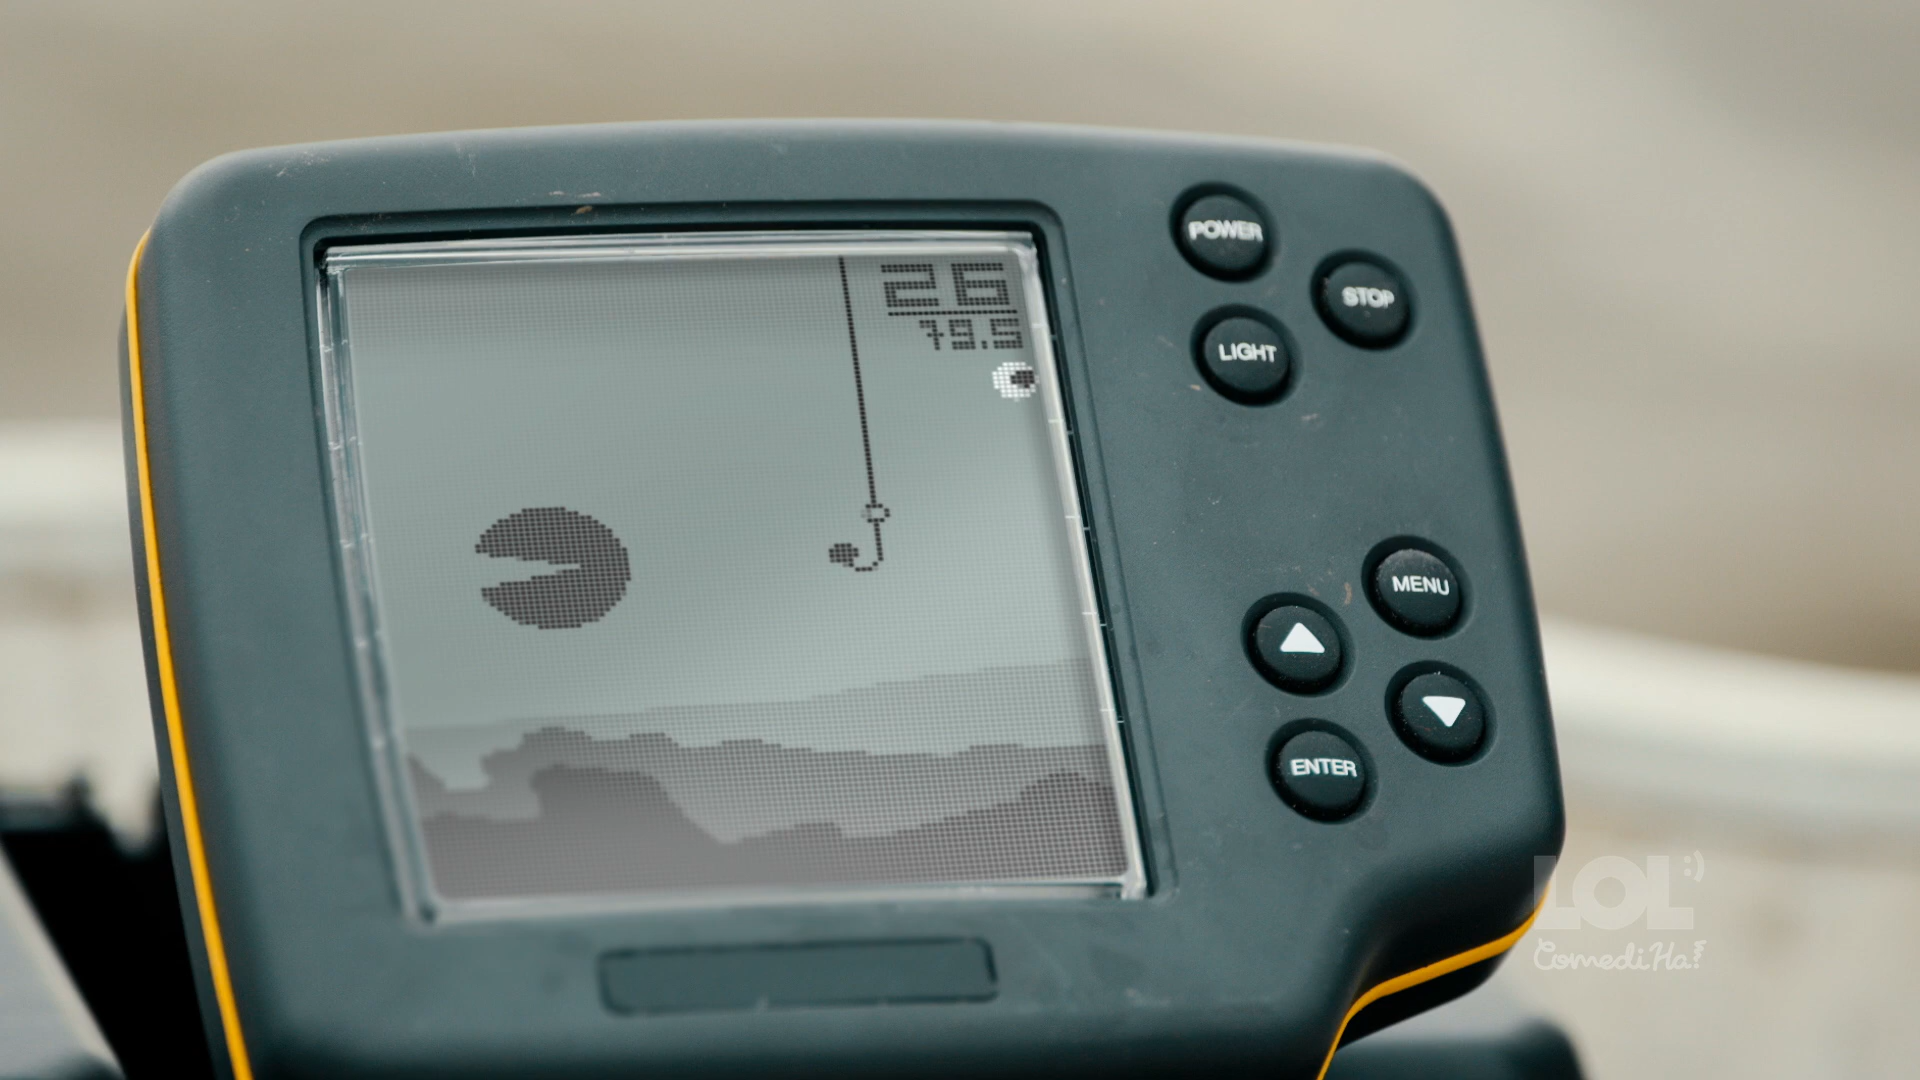 26
79.5
POWER
STOP
LIGHT
MENU
ENTER
LOL:)
ComediHa!